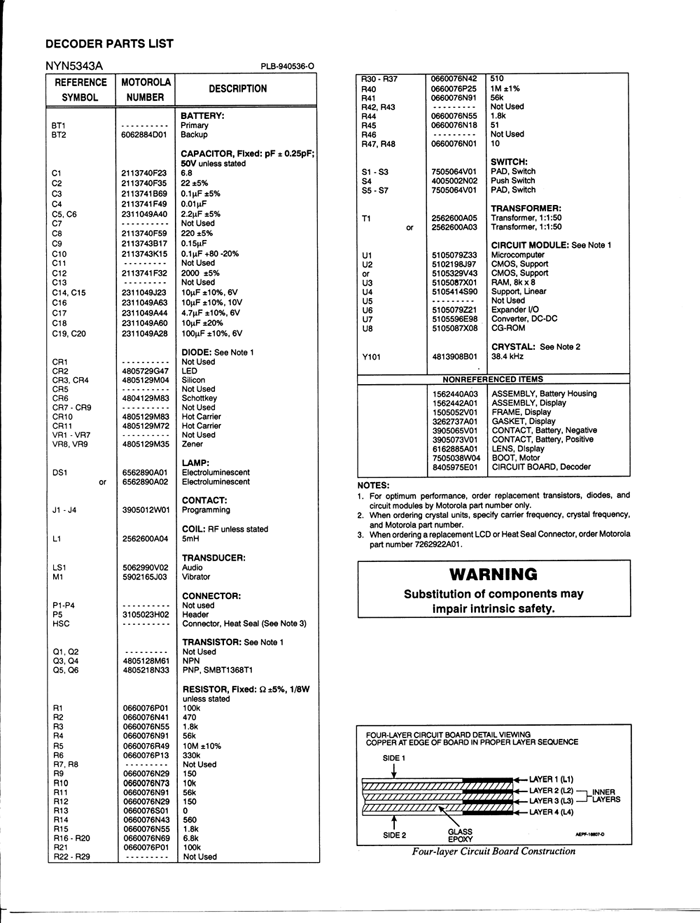 DECODER PARTS LIST
NYN5343A PLB-940536-O
REFERENCE SYMBOL MOTOROLA NUMBER DESCRIPTION
BATTERY:
BT1 - - - - - - - - - - Primary
BT2 6062884D01 Backup
CAPACITOR, Fixed: pF ± 0.25pF;
50V unless stated
C1 2113740F23 6.8
C2 2113740F35 22 ±5%
C3 2113741B69 0.1µF ±5%
C4 2113741F49 0.01µF
C5, C6 2311049A40 2.2µF ±5%
C7 - - - - - - - - - - Not Used
C8 2113740F59 220 ±5%
C9 2113743B17 0.15µF
C10 2113743K15 0.1µF +80 -20%
C11 - - - - - - - - - Not Used
C12 2113741F32 2000 ±5%
C13 - - - - - - - - - - Not Used
C14, C15 2311049J23 10µF ±10%, 6V
C16 2311049A63 10µF ±10%, 10V
C17 2311049A44 4.7µF ±10%, 6V
C18 2311049A60 10µF ±20%
C19, C20 2311049A28 100µF ±10%, 6V
DIODE: See Note 1
CR1 - - - - - - - - - - Not Used
CR2 4805729G47 LED
CR3, CR4 4805129M04 Silicon
CR5 - - - - - - - - - - Not Used
CR6 4804129M83 Schottkey
CR7 - CR9 - - - - - - - - - - Not Used
CR10 4805129M83 Hot Carrier
CR11 4805129M72 Hot Carrier
VR1 - VR7 - - - - - - - - - - Not Used
VR8, VR9 4805129M35 Zener
LAMP:
DS1 6562890A01 Electroluminescent
or 6562890A02 Electroluminescent
CONTACT:
J1 - J4 3905012W01 Programming
COIL: RF unless stated
L1 2562600A04 5mH
TRANSDUCER:
LS1 5062990V02 Audio
M1 5902165J03 Vibrator
CONNECTOR:
P1-P4 - - - - - - - - - - Not used
P5 3105023H02 Header
HSC - - - - - - - - - - Connector, Heat Seal (See Note 3)
TRANSISTOR: See Note 1
Q1, Q2 - - - - - - - - - - Not Used
Q3, Q4 4805128M61 NPN
Q5, Q6 4805218N33 PNP, SMBT1368T1
RESISTOR, Fixed: Ω ±5%, 1/8W
unless stated
R1 0660076P01 100k
R2 0660076N41 470
R3 0660076N55 1.8k
R4 0660076N91 56k
R5 0660076R49 10M ±10%
R6 0660076P13 330k
R7, R8 - - - - - - - - - Not Used
R9 0660076N29 150
R10 0660076N73 10k
R11 0660076N91 56k
R12 0660076N29 150
R13 0660076S01 0
R14 0660076N43 560
R15 0660076N55 1.8k
R16 - R20 0660076N69 6.8k
R21 0660076P01 100k
R22 - R29 - - - - - - - - - Not Used
R30 - R37 0660076N42 510
R40 0660076P25 1M ±1%
R41 0660076N91 56k
R42, R43 - - - - - - - - - Not Used
R44 0660076N55 1.8k
R45 0660076N18 51
R46 - - - - - - - - - Not Used
R47, R48 0660076N01 10
SWITCH:
S1 - S3 7505064V01 PAD, Switch
S4 4005002N02 Push Switch
S5 - S7 7505064V01 PAD, Switch
TRANSFORMER:
T1 2562600A05 Transformer, 1:1:50
or 2562600A03 Transformer, 1:1:50
CIRCUIT MODULE: See Note 1
U1 5105079Z33 Microcomputer
U2 5102198J97 CMOS, Support
or 5105329V43 CMOS, Support
U3 5105087X01 RAM, 8k x 8
U4 5105414S90 Support, Linear
U5 - - - - - - - - - Not Used
U6 5105079Z21 Expander I/O
U7 5105596E98 Converter, DC-DC
U8 5105087X08 CG-ROM
CRYSTAL: See Note 2
Y101 4813908B01 38.4 kHz
NONREFERENCED ITEMS
1562440A03 ASSEMBLY, Battery Housing
1562442A01 ASSEMBLY, Display
1505052V01 FRAME, Display
3262737A01 GASKET, Display
3905065V01 CONTACT, Battery, Negative
3905073V01 CONTACT, Battery, Positive
6162885A01 LENS, Display
7505038W04 BOOT, Motor
8405975E01 CIRCUIT BOARD, Decoder
NOTES:
1. For optimum performance, order replacement transistors, diodes, and
circuit modules by Motorola part number only.
2. When ordering crystal units, specify carrier frequency, crystal frequency,
and Motorola part number.
3. When ordering a replacement LCD or Heat Seal Connector, order Motorola
part number 7262922A01.
WARNING
Substitution of components may
impair intrinsic safety.
FOUR-LAYER CIRCUIT BOARD DETAIL VIEWING
COPPER AT EDGE OF BOARD IN PROPER LAYER SEQUENCE
SIDE 1
LAYER 1 (L1)
LAYER 2 (L2)
LAYER 3 (L3)
INNER LAYERS
LAYER 4 (L4)
SIDE 2
GLASS
EPOXY
AEPF-16607-O
Four-layer Circuit Board Construction